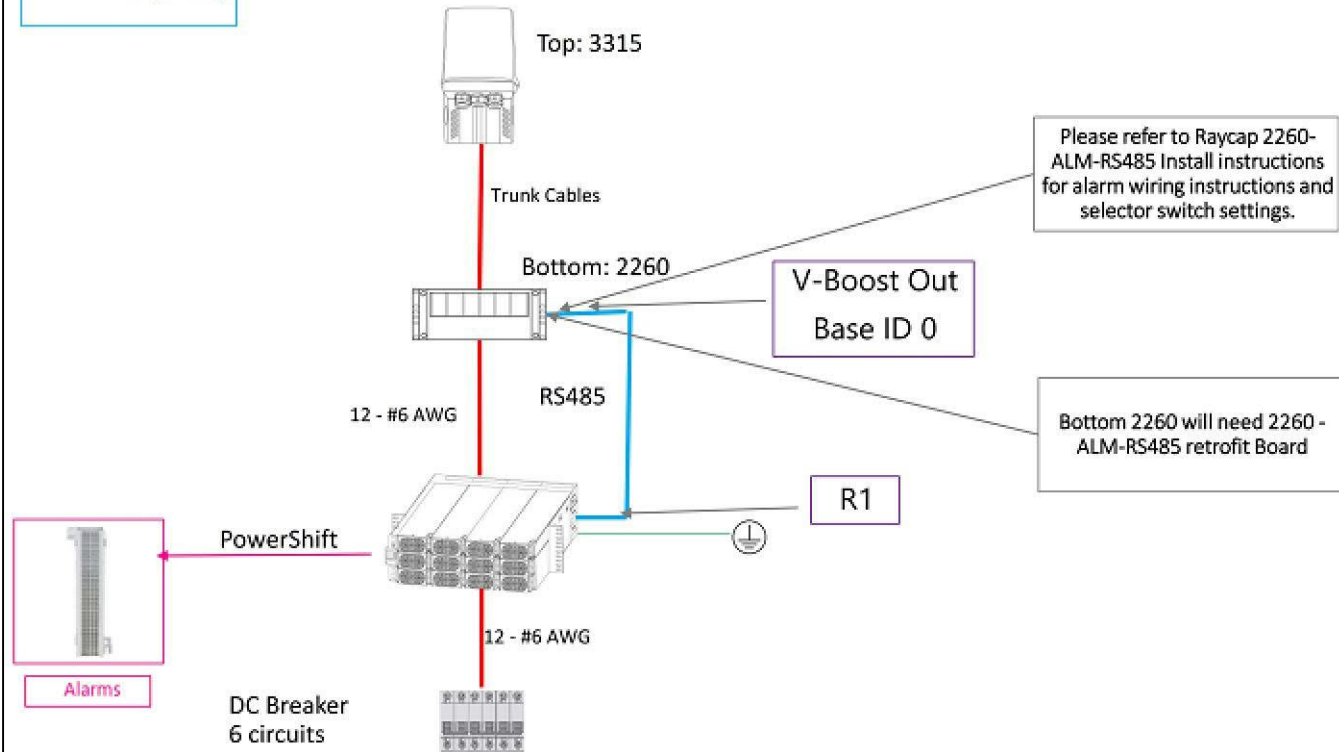 Top: 3315
Trunk Cables
Please refer to Raycap 2260-
ALM-RS485 Install instructions
for alarm wiring instructions and
selector switch settings.
Bottom: 2260
V-Boost Out
Base ID 0
RS485
12 - #6 AWG
Bottom 2260 will need 2260 -
ALM-RS485 retrofit Board
R1
PowerShift
12 - #6 AWG
Alarms
DC Breaker
6 circuits